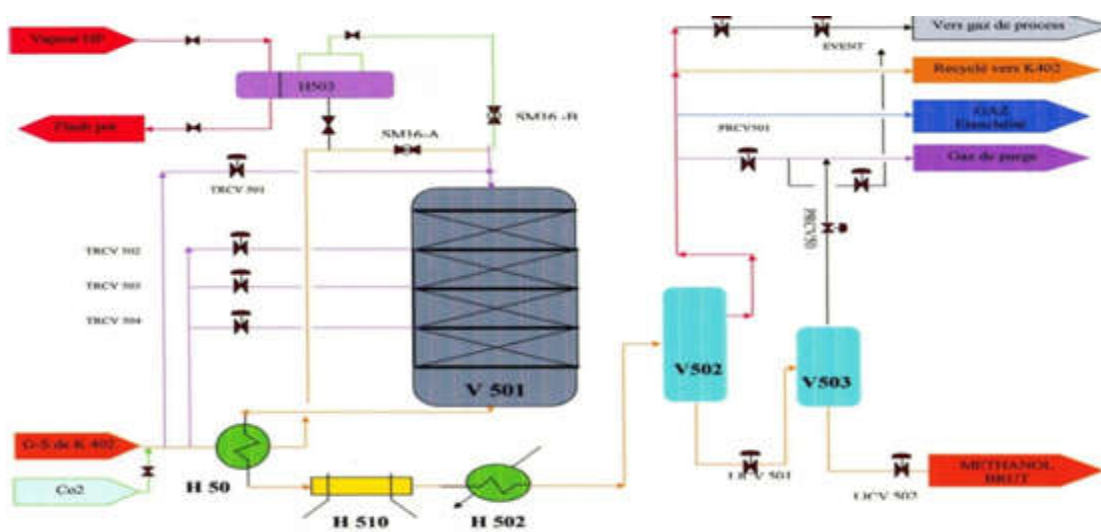 Vers gaz de process
Vapeur HP
EVENT
Recyclé vers K402
H503
SM16 -B
GAZ
Flash pot
SM16-A
PRCV501
Gaz de purge
TRCV 501
PRCV50
TRCV 502
TRCV 503
TRCV 504
V502
V503
V 501
G-S de K 402
H 50
METHANOL
BRUT
Co2
H 510
H 502